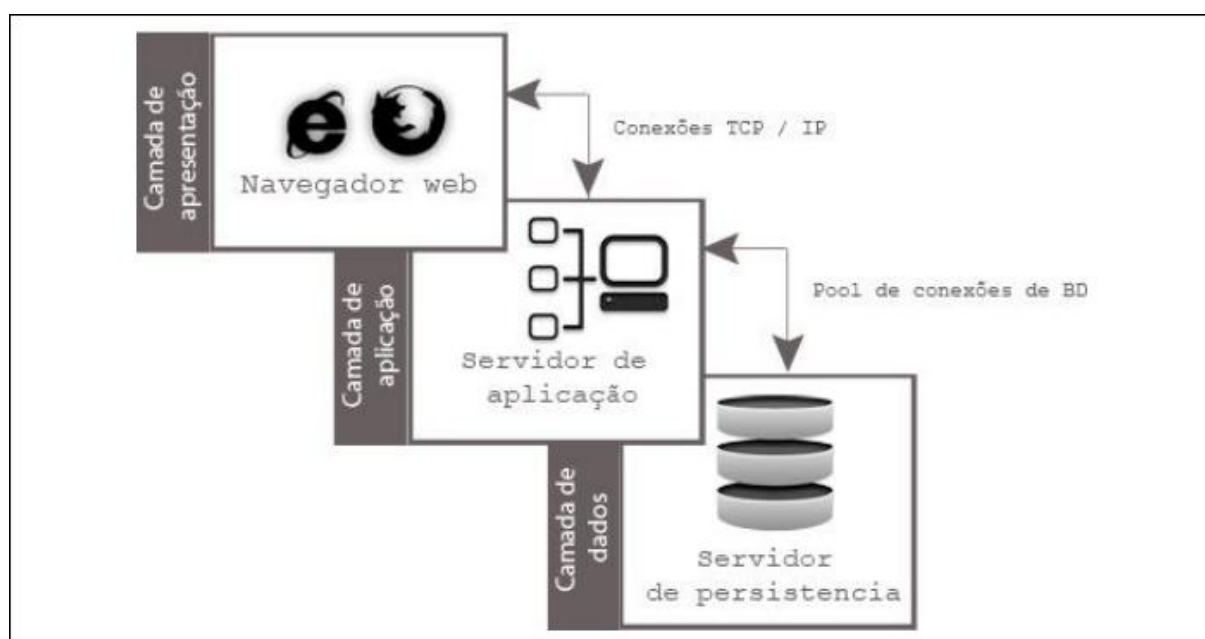 Camada de
apresentação
Navegador web
Conexões TCP / IP
Camada de
aplicação
Servidor de
aplicação
Pool de conexões de BD
Camada de
dados
Servidor
de persistencia